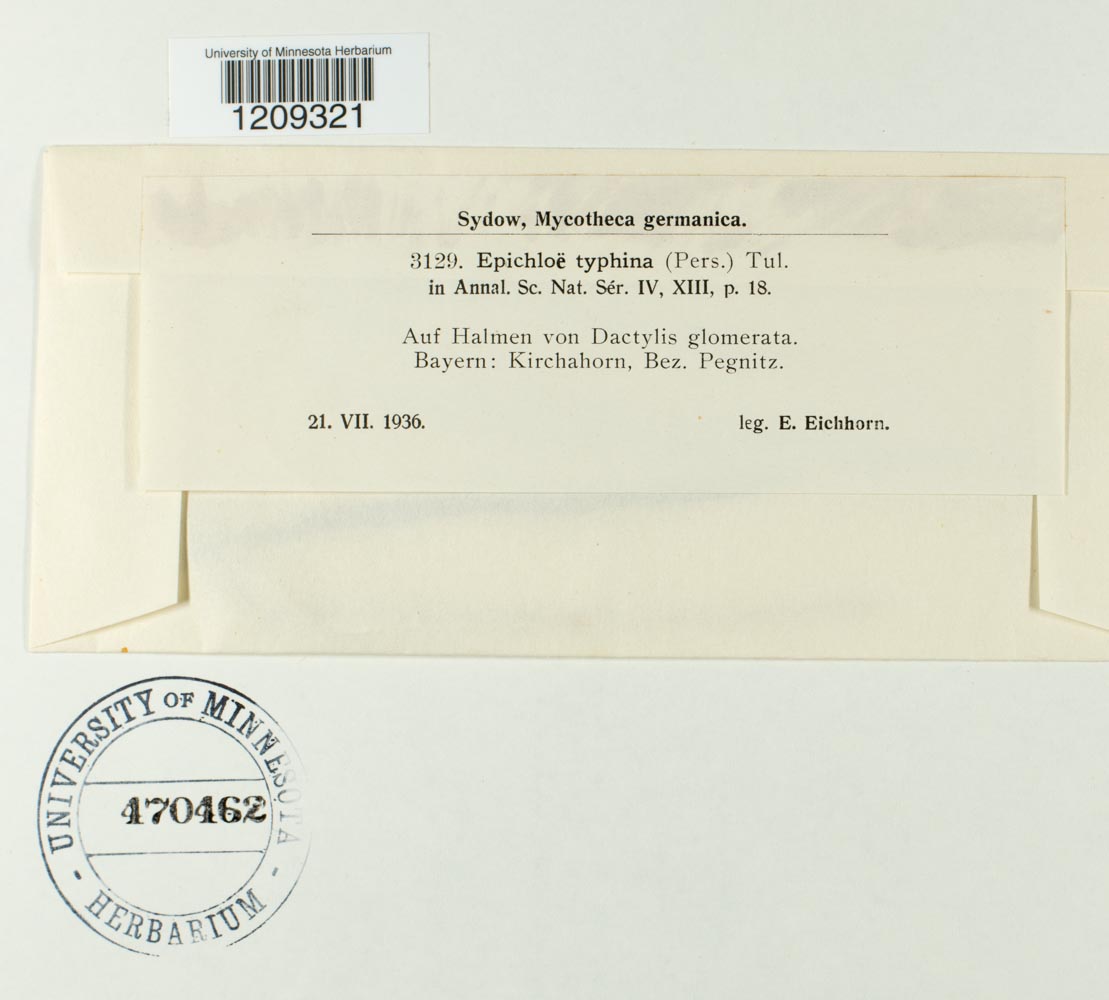 University of Minnesota Herbarium
1209321
Sydow, Mycotheca germanica.
3129. Epichloë typhina (Pers.) Tul.
in Annal. Sc. Nat. Sér. IV, XIII, p. 18.
Auf Halmen von Dactylis glomerata.
Bayern: Kirchahorn, Bez. Pegnitz.
21. VII. 1936. leg. E. Eichhorn.
UNIVERSITY OF MINNESOTA
470462
- HERBARIUM -